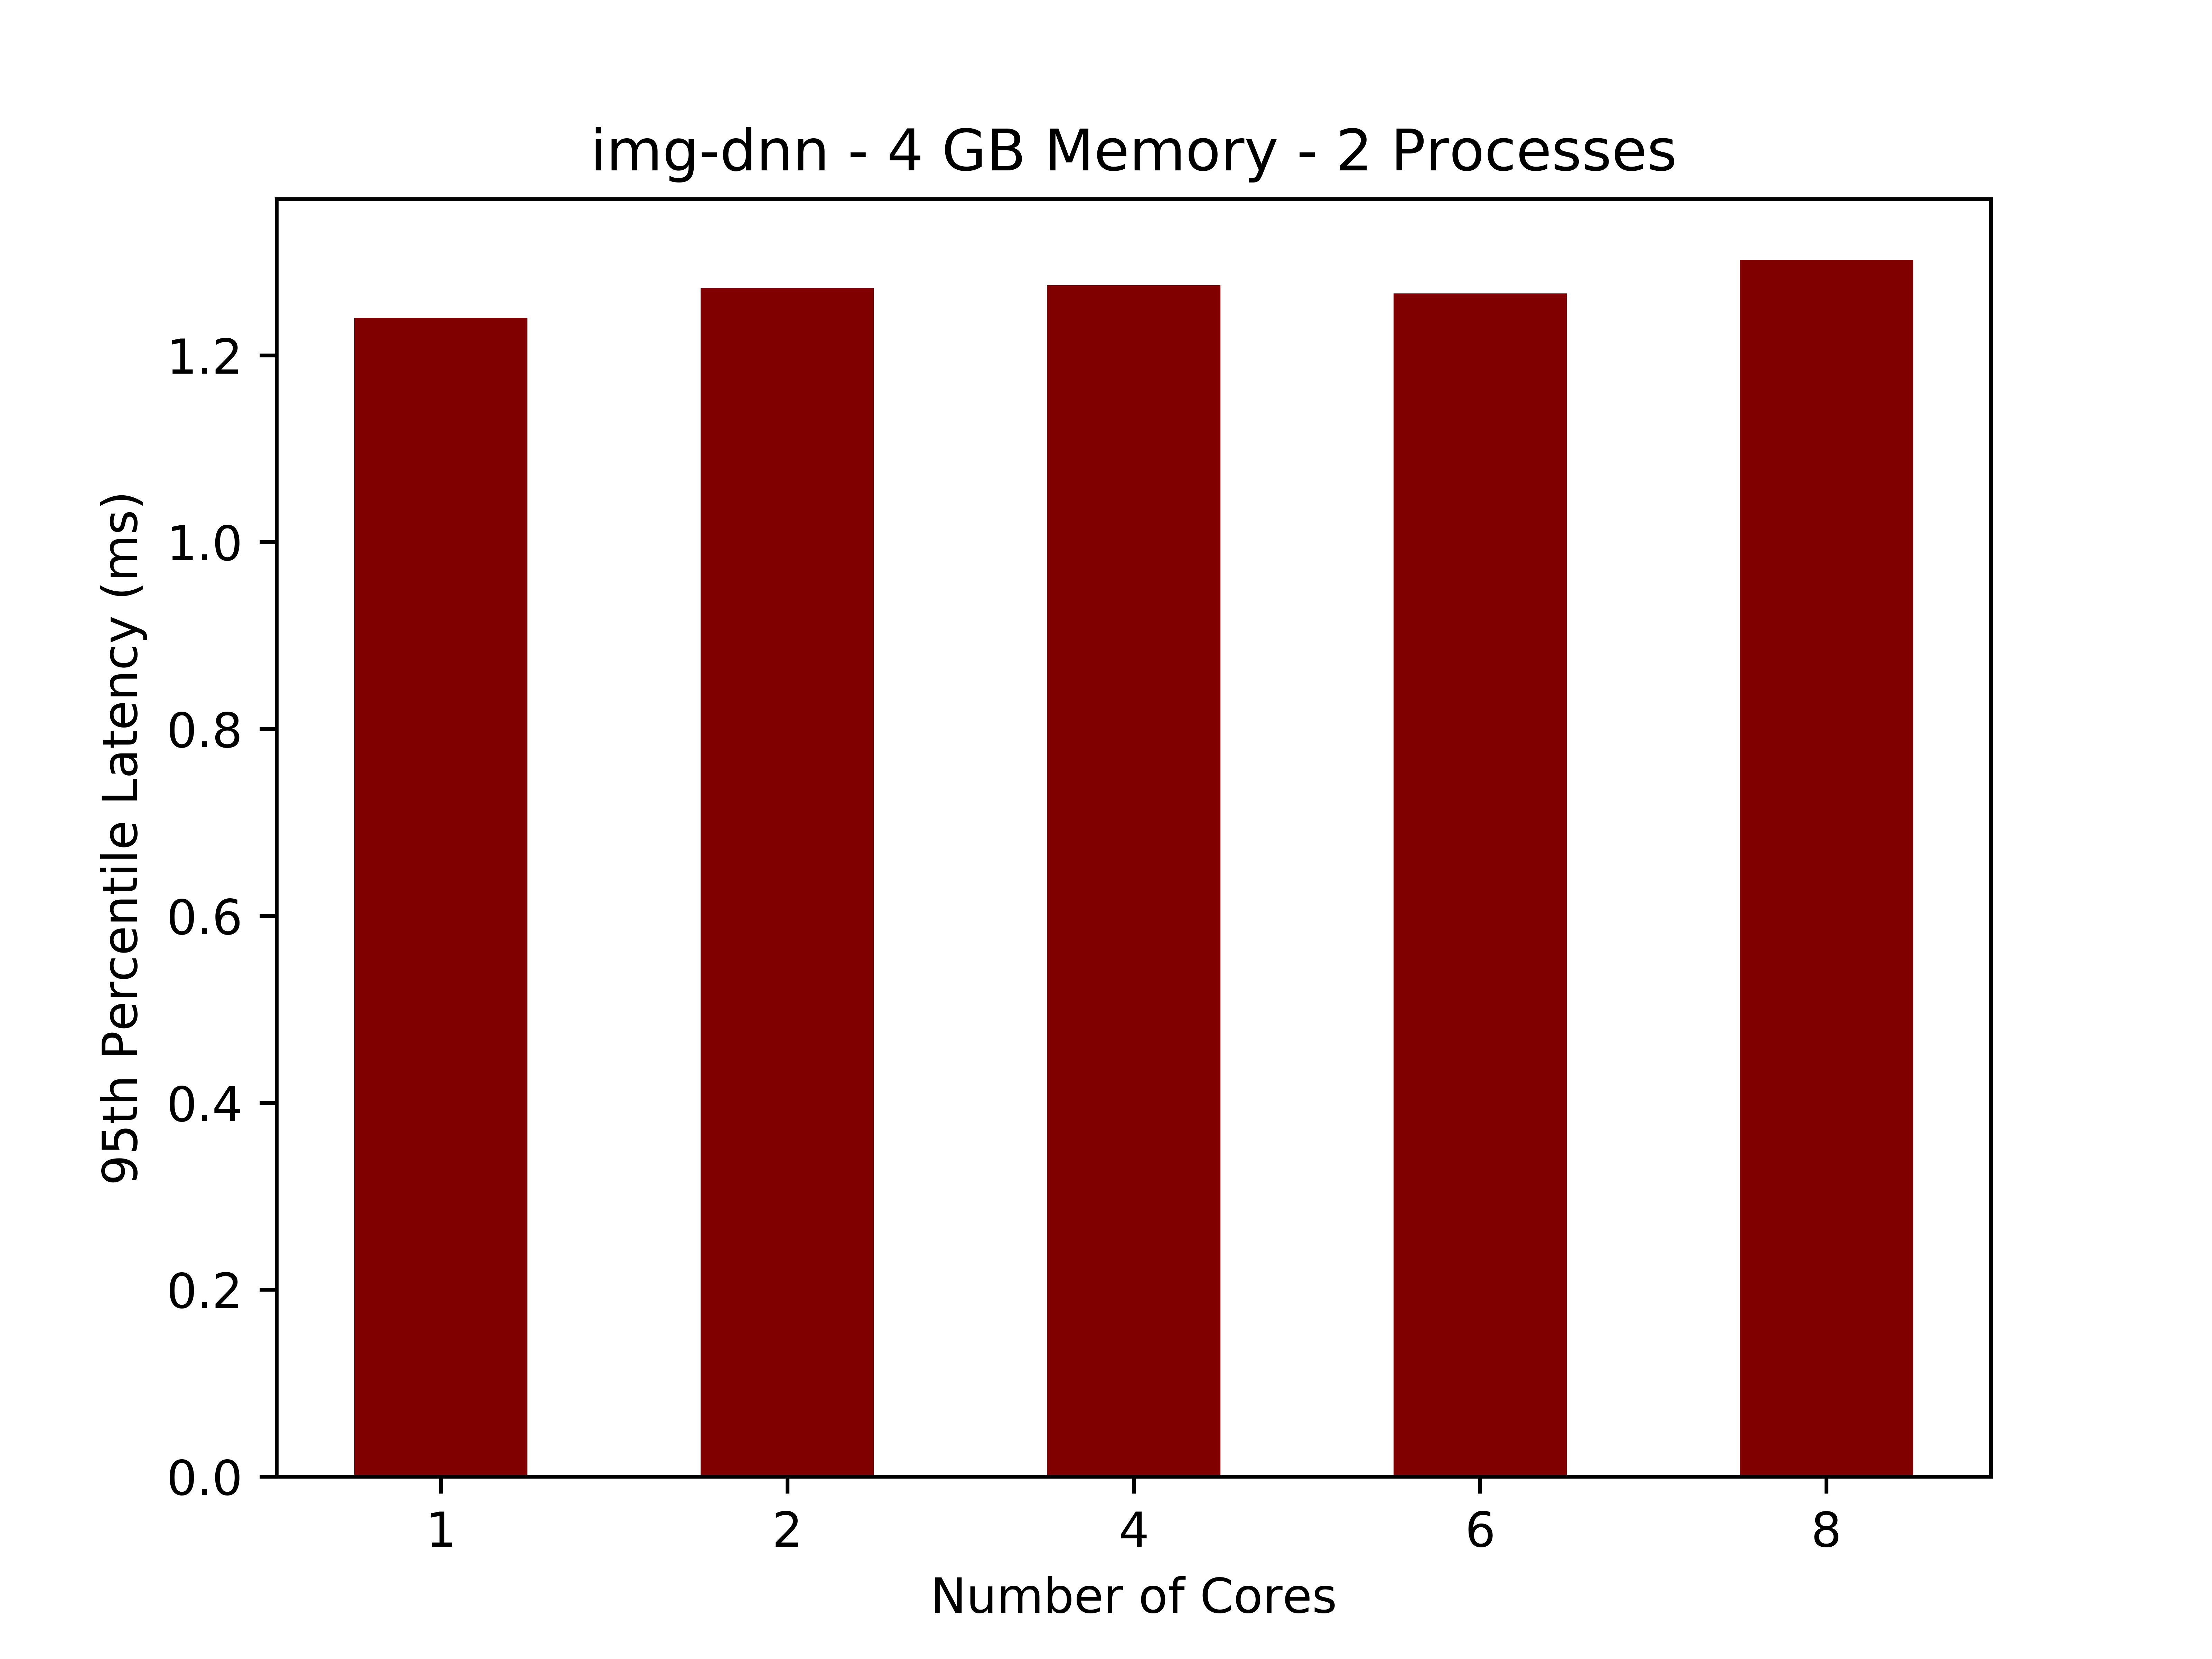 img-dnn - 4 GB Memory - 2 Processes
95th Percentile Latency (ms)
1.2
1.0
0.8
0.6
0.4
0.2
0.0
1 2 4 6 8
Number of Cores